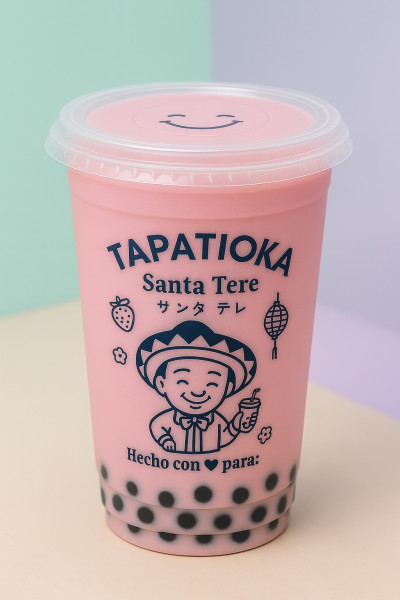 TAPATIOKA
Santa Tere
サンタ テレ
Hecho con ♥ para: